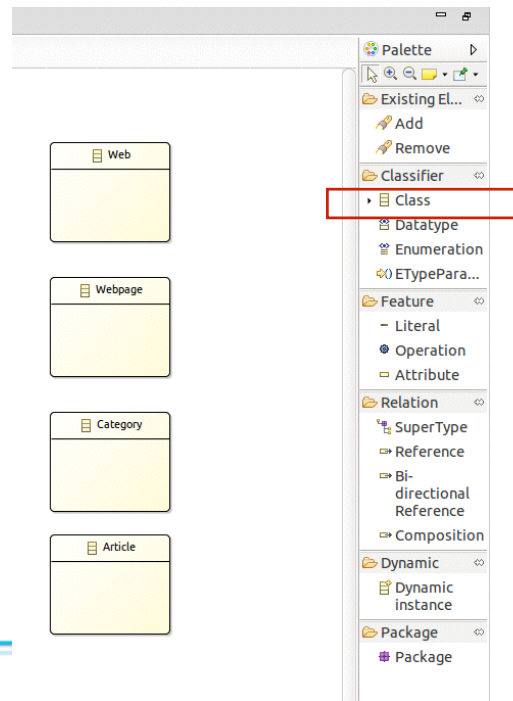 Web
Webpage
Category
Article
Palette
Existing El...
Add
Remove
Classifier
Class
Datatype
Enumeration
ETypePara...
Feature
Literal
Operation
Attribute
Relation
SuperType
Reference
Bi-
directional
Reference
Composition
Dynamic
Dynamic
instance
Package
Package